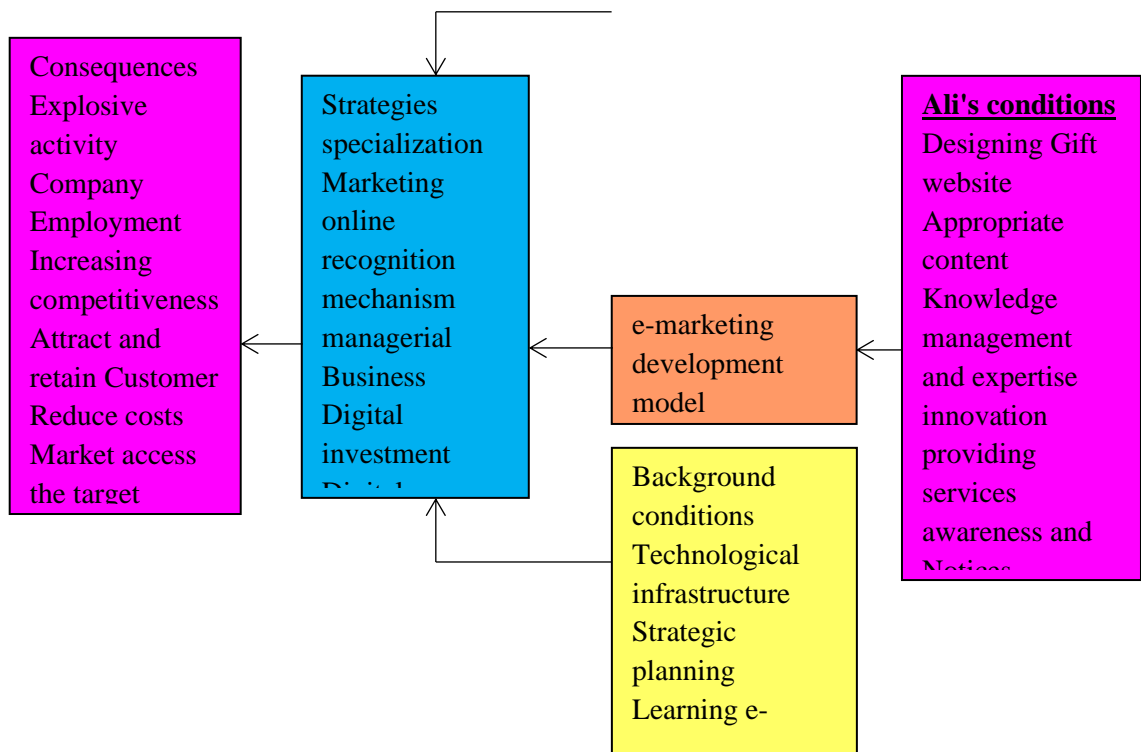 Consequences
Explosive
activity
Company
Employment
Increasing
competitiveness
Attract and
retain Customer
Reduce costs
Market access
the target
Strategies
specialization
Marketing
online
recognition
mechanism
managerial
Business
Digital
investment
Digital
e-marketing
development
model
Background
conditions
Technological
infrastructure
Strategic
planning
Learning e-
Ali's conditions
Designing Gift
website
Appropriate
content
Knowledge
management
and expertise
innovation
providing
services
awareness and
Notices